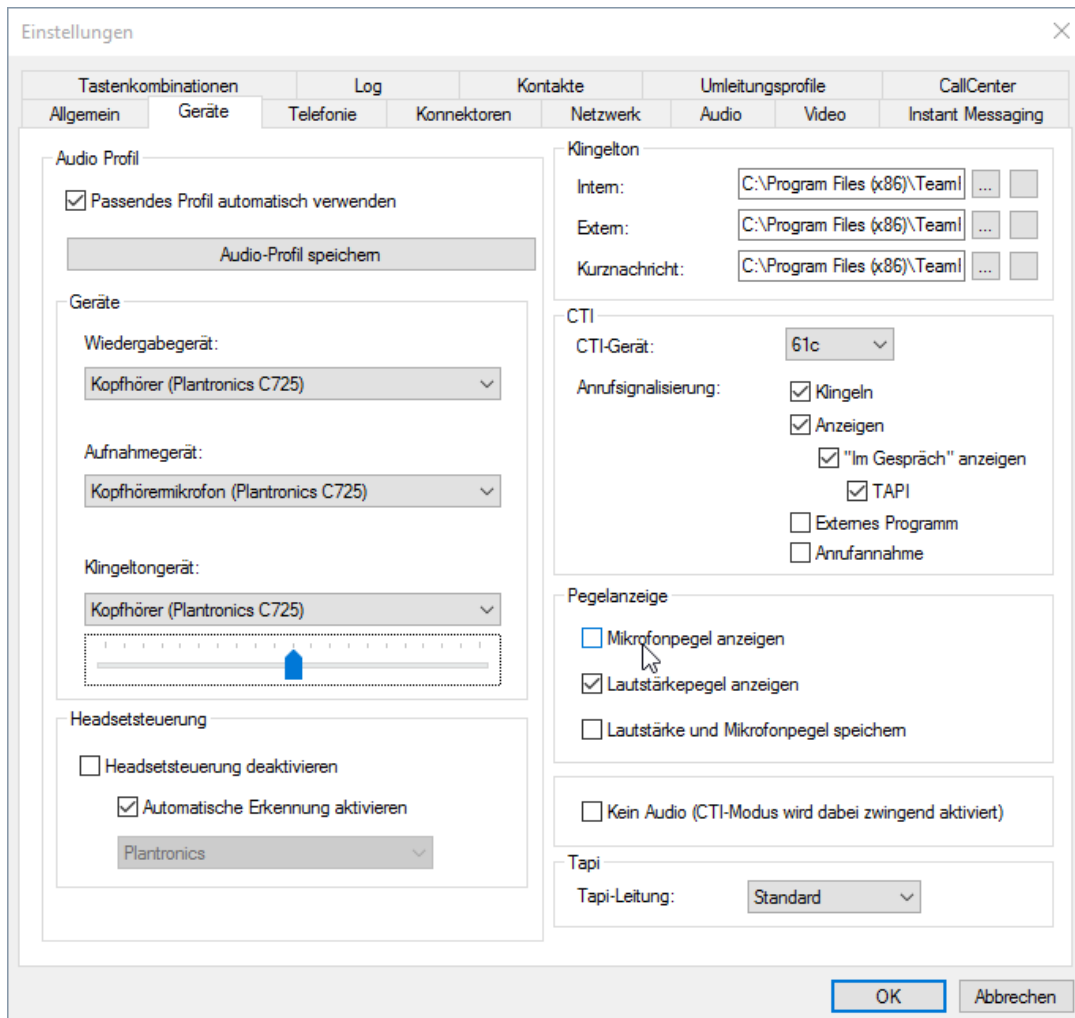 Einstellungen
Tastenkombinationen Log Kontakte Umleitungsprofile CallCenter
Allgemein Geräte Telefonie Konnektoren Netzwerk Audio Video Instant Messaging
Audio Profil
Passendes Profil automatisch verwenden
Audio-Profil speichern
Geräte
Wiedergabegerät:
Kopfhörer (Plantronics C725)
Aufnahmegerät:
Kopfhörermikrofon (Plantronics C725)
Klingeltongerät:
Kopfhörer (Plantronics C725)
Headsetsteuerung
Headsetsteuerung deaktivieren
Automatische Erkennung aktivieren
Plantronics
Klingelton
Intern: C:\Program Files (x86)\Teaml ...
Extern: C:\Program Files (x86)\Teaml ...
Kurznachricht: C:\Program Files (x86)\Teaml ...
CTI
CTI-Gerät: 61c
Anrufsignalisierung: Klingeln
Anzeigen
"Im Gespräch" anzeigen
TAPI
Externes Programm
Anrufannahme
Pegelanzeige
Mikrofonpegel anzeigen
Lautstärkepegel anzeigen
Lautstärke und Mikrofonpegel speichern
Kein Audio (CTI-Modus wird dabei zwingend aktiviert)
Tapi
Tapi-Leitung: Standard
OK Abbrechen